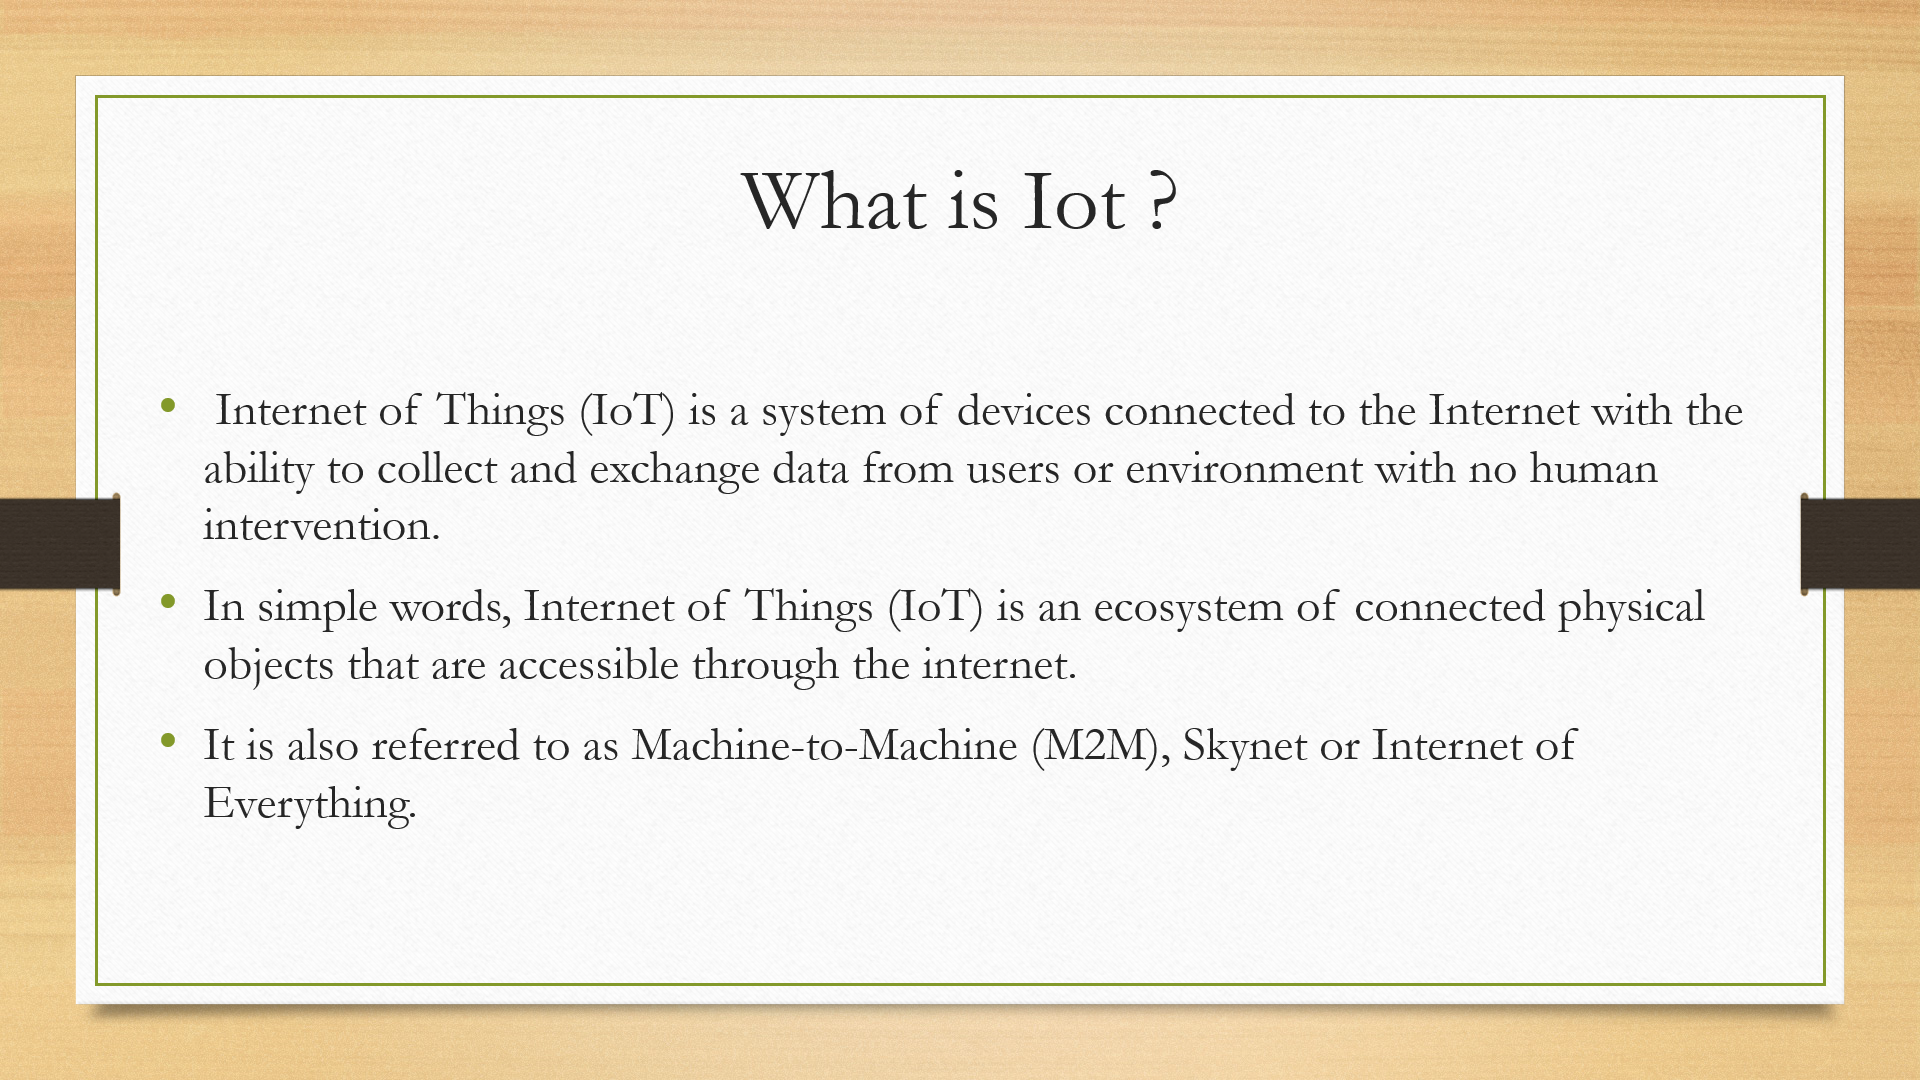 What is Iot ?
• Internet of Things (IoT) is a system of devices connected to the Internet with the
ability to collect and exchange data from users or environment with no human
intervention.
• In simple words, Internet of Things (IoT) is an ecosystem of connected physical
objects that are accessible through the internet.
• It is also referred to as Machine-to-Machine (M2M), Skynet or Internet of
Everything.